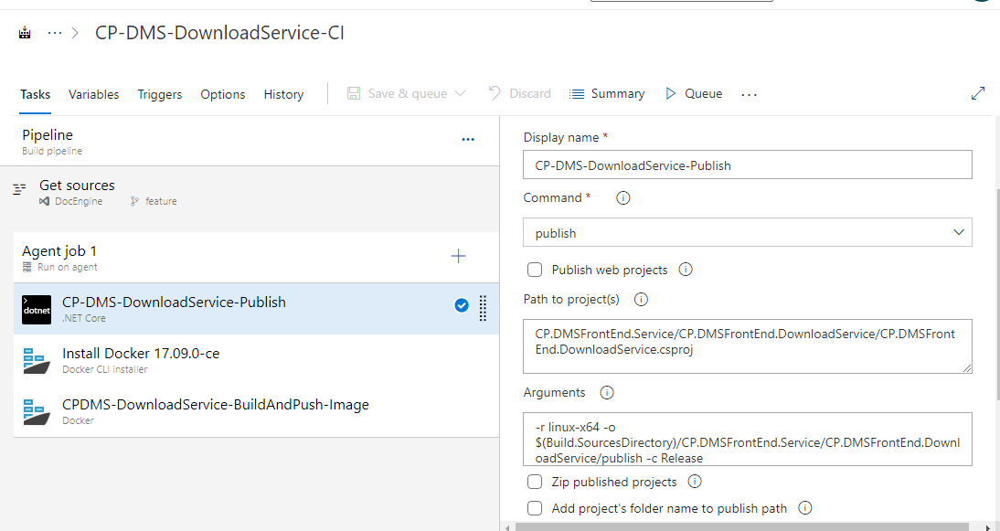 CP-DMS-DownloadService-CI
Tasks
Variables
Triggers
Options
History
Save & queue
Discard
Summary
Queue
Pipeline
Build pipeline
Get sources
DocEngine
feature
Agent job 1
Run on agent
dotnet
CP-DMS-DownloadService-Publish
.NET Core
Install Docker 17.09.0-ce
Docker CLI installer
CPDMS-DownloadService-BuildAndPush-Image
Docker
Display name *
CP-DMS-DownloadService-Publish
Command *
publish
Publish web projects
Path to project(s)
CP.DMSFrontEnd.Service/CP.DMSFrontEnd.DownloadService/CP.DMSFront
End.DownloadService.csproj
Arguments
-r linux-x64 -o
$(Build.SourcesDirectory)/CP.DMSFrontEnd.Service/CP.DMSFrontEnd.Downl
oadService/publish -c Release
Zip published projects
Add project's folder name to publish path